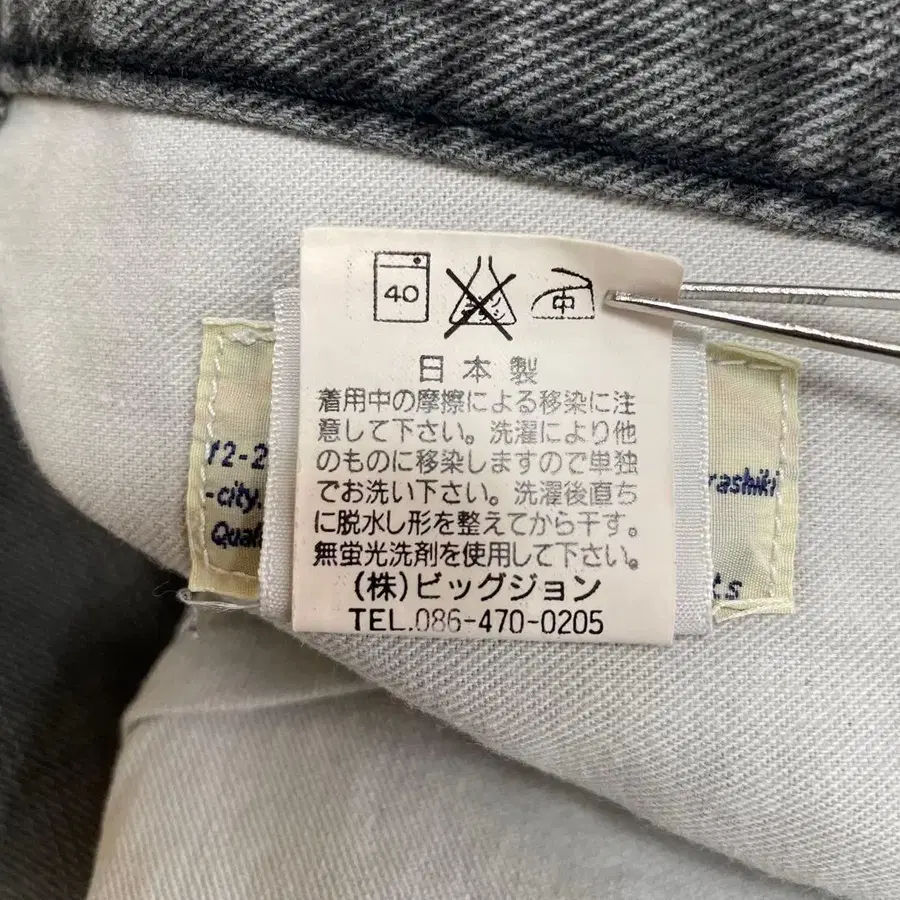 40
中
日本製
着用中の摩擦による移染に注
意して下さい。洗濯により他
のものに移染しますので単独
でお洗い下さい。洗濯後直ち
に脱水し形を整えてから干す。
無蛍光洗剤を使用して下さい。
(株)ビッグジョン
TEL.086-470-0205
12-2
-city.
rashiki